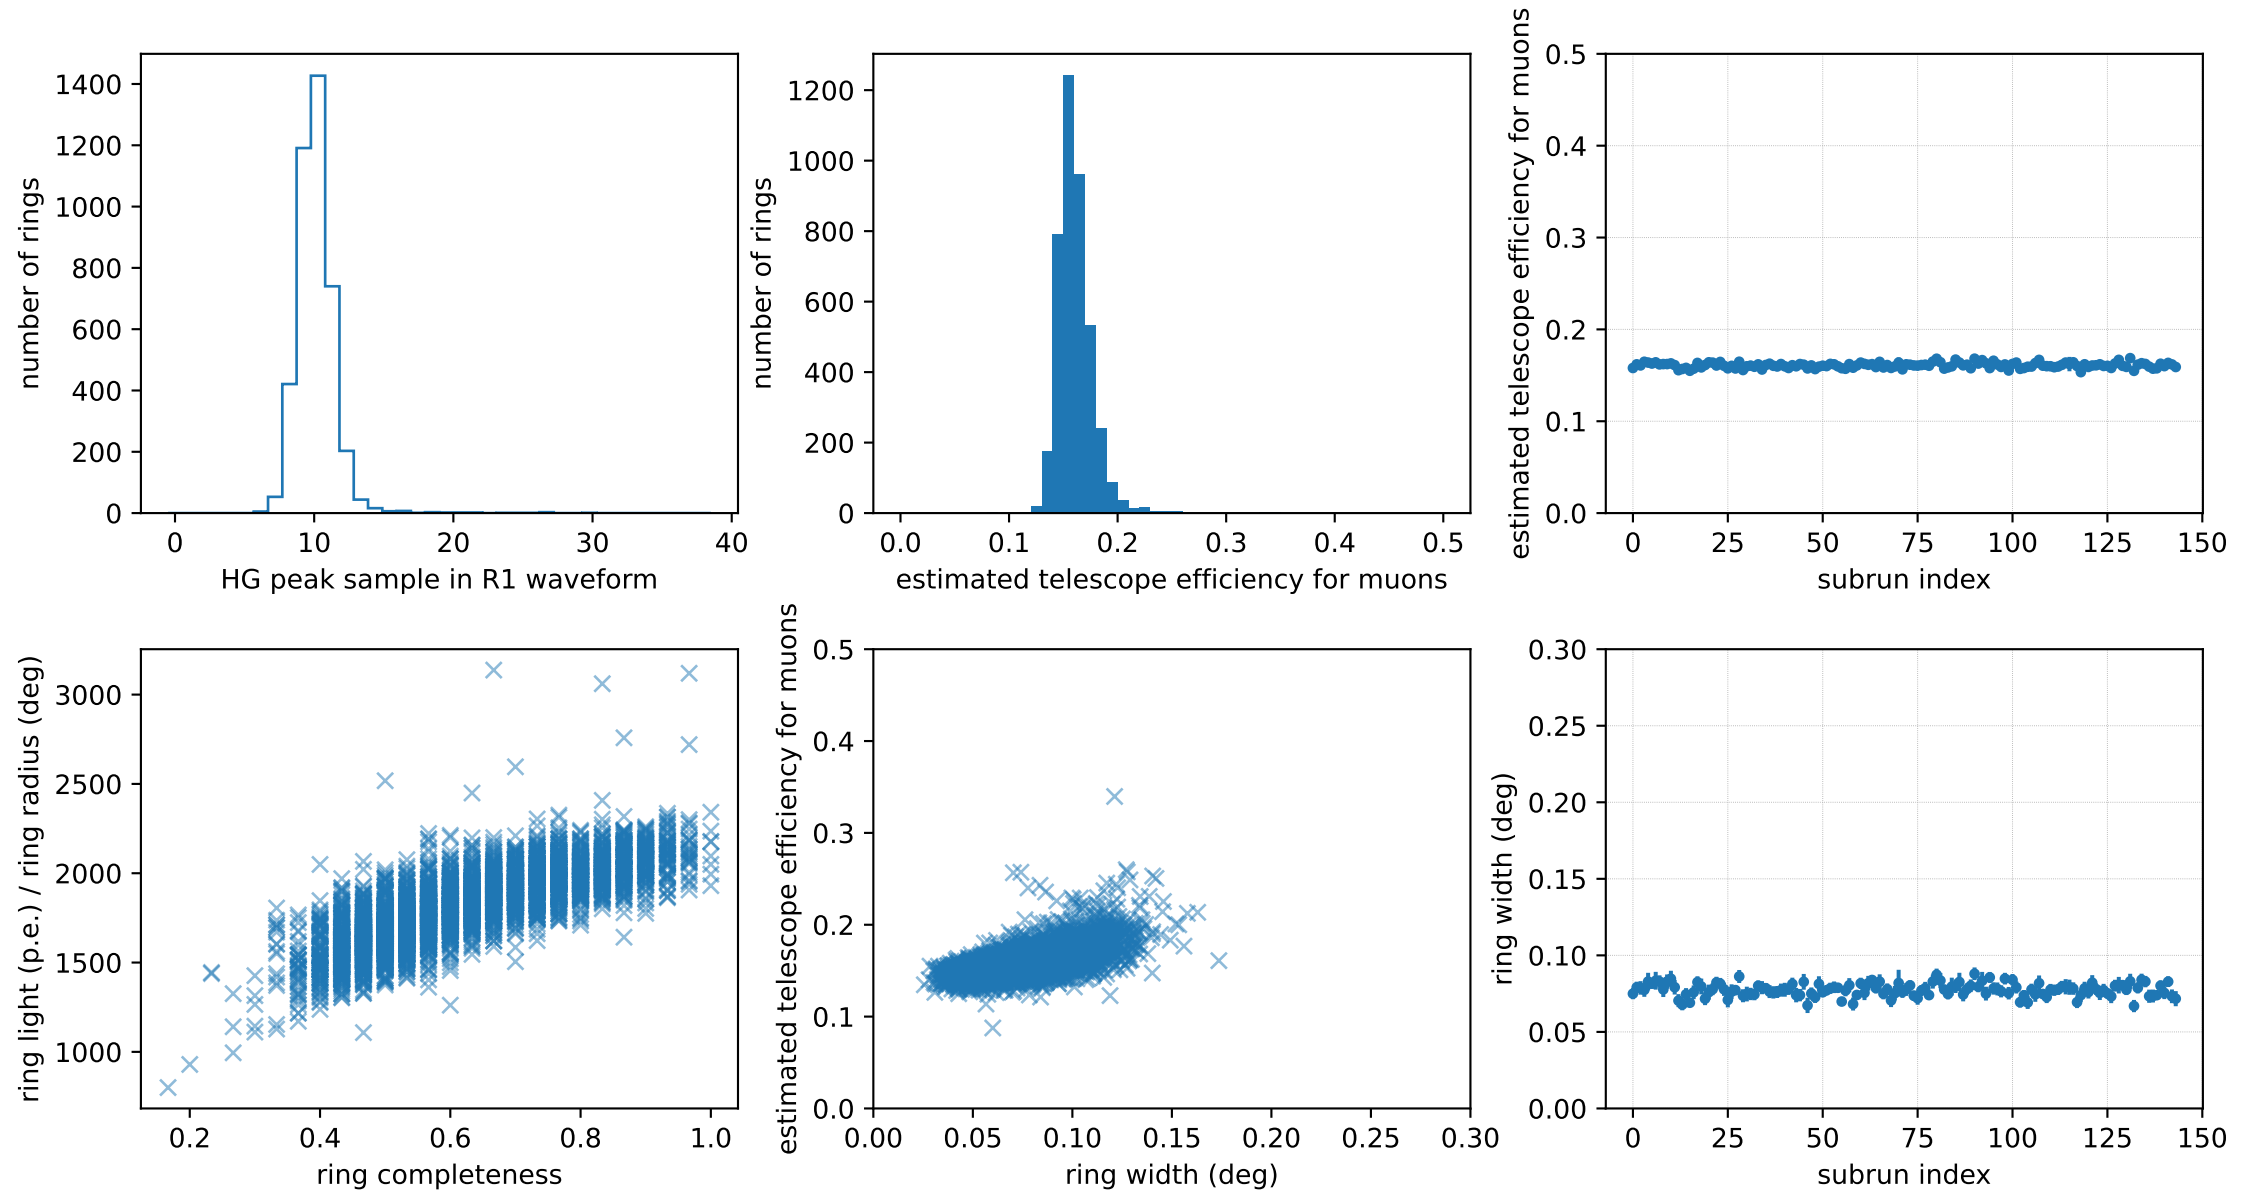 1400
1200
1000
800
600
400
200
0
number of rings
0 10 20 30 40
HG peak sample in R1 waveform
1200
1000
800
600
400
200
0
number of rings
0.0 0.1 0.2 0.3 0.4 0.5
estimated telescope efficiency for muons
0.5
0.4
0.3
0.2
0.1
0.0
estimated telescope efficiency for muons
0 25 50 75 100 125 150
subrun index
3000
2500
2000
1500
1000
ring light (p.e.) / ring radius (deg)
0.2 0.4 0.6 0.8 1.0
ring completeness
0.5
0.4
0.3
0.2
0.1
0.0
estimated telescope efficiency for muons
0.00 0.05 0.10 0.15 0.20 0.25 0.30
ring width (deg)
0.30
0.25
0.20
0.15
0.10
0.05
0.00
ring width (deg)
0 25 50 75 100 125 150
subrun index